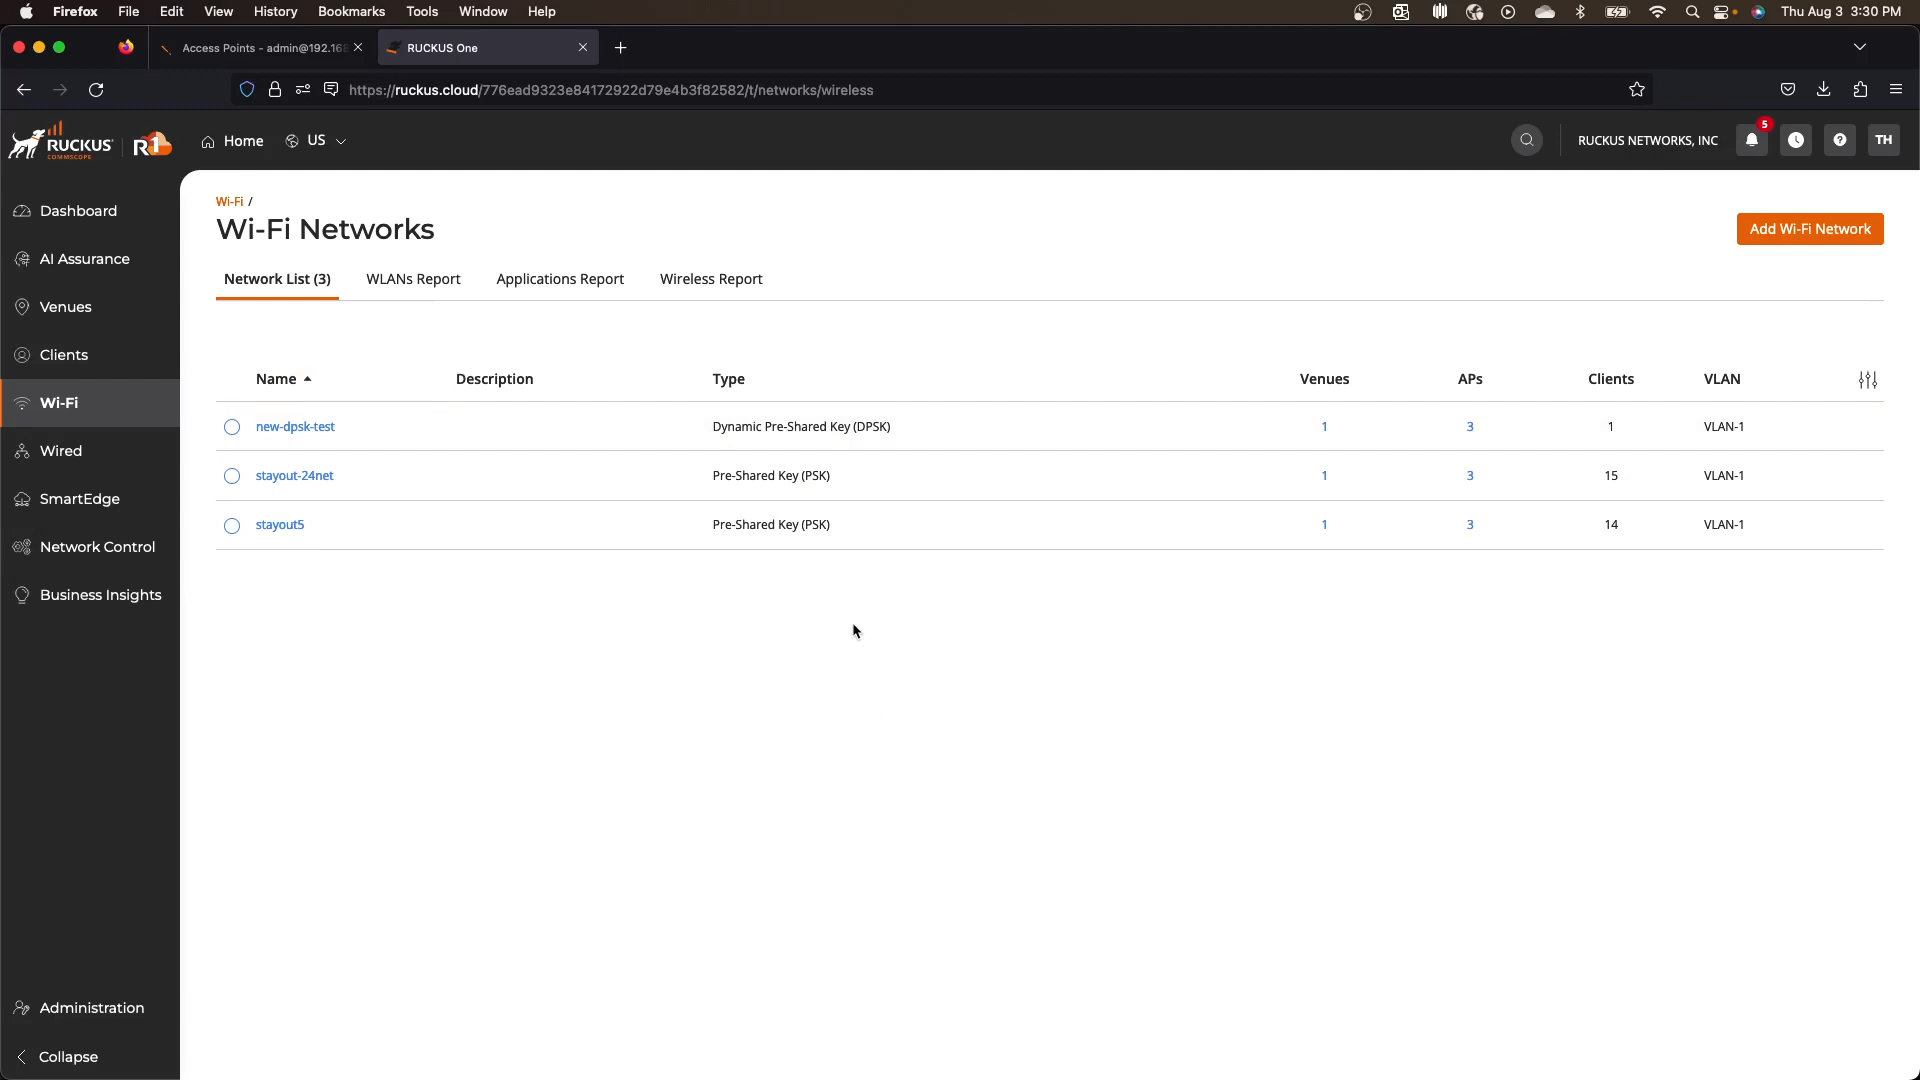 Firefox File Edit View History Bookmarks Tools Window Help Thu Aug 3 3:30 PM
Access Points - admin@192.168 RUCKUS One
https://ruckus.cloud/776ead9323e84172922d79e4b3f82582/t/networks/wireless
RUCKUS COMMSCOPE R1 Home US RUCKUS NETWORKS, INC 5 TH
Dashboard
AI Assurance
Venues
Clients
Wi-Fi
Wired
SmartEdge
Network Control
Business Insights
Administration
Collapse
Wi-Fi /
Wi-Fi Networks
Add Wi-Fi Network
Network List (3) WLANs Report Applications Report Wireless Report
Name Description Type Venues APs Clients VLAN
new-dpsk-test Dynamic Pre-Shared Key (DPSK) 1 3 1 VLAN-1
stayout-24net Pre-Shared Key (PSK) 1 3 15 VLAN-1
stayout5 Pre-Shared Key (PSK) 1 3 14 VLAN-1